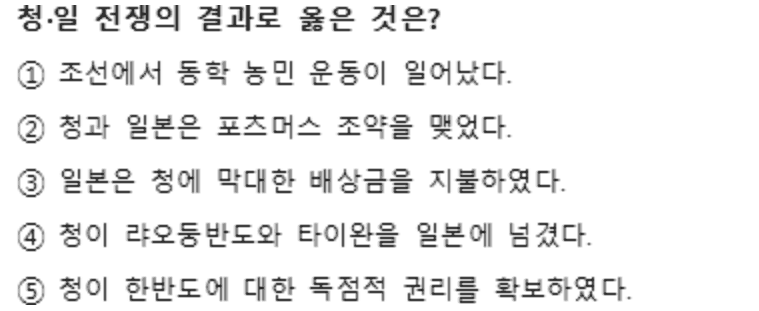 청·일 전쟁의 결과로 옳은 것은?
① 조선에서 동학 농민 운동이 일어났다.
② 청과 일본은 포츠머스 조약을 맺었다.
③ 일본은 청에 막대한 배상금을 지불하였다.
④ 청이 랴오둥반도와 타이완을 일본에 넘겼다.
⑤ 청이 한반도에 대한 독점적 권리를 확보하였다.